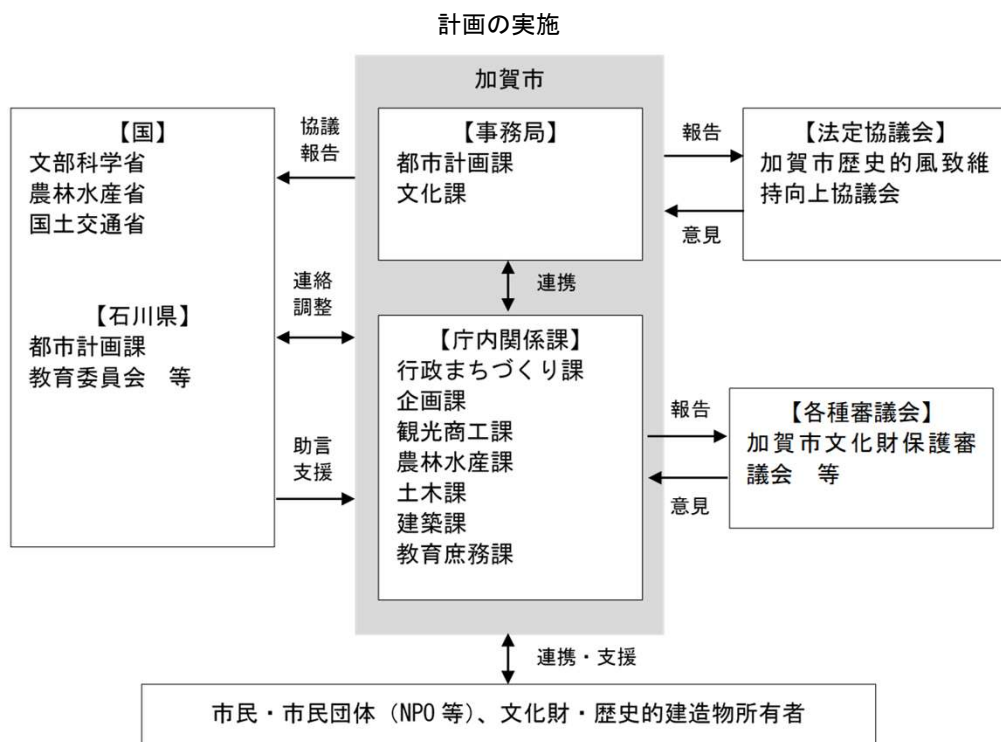 計画の実施
加賀市
【国】
文部科学省
農林水産省
国土交通省
【石川県】
都市計画課
教育委員会　等
協議
報告
連絡
調整
助言
支援
【事務局】
都市計画課
文化課
連携
【庁内関係課】
行政まちづくり課
企画課
観光商工課
農林水産課
土木課
建築課
教育庶務課
報告
意見
【法定協議会】
加賀市歴史的風致維
持向上協議会
報告
意見
【各種審議会】
加賀市文化財保護審
議会　等
連携・支援
市民・市民団体（NPO 等）、文化財・歴史的建造物所有者